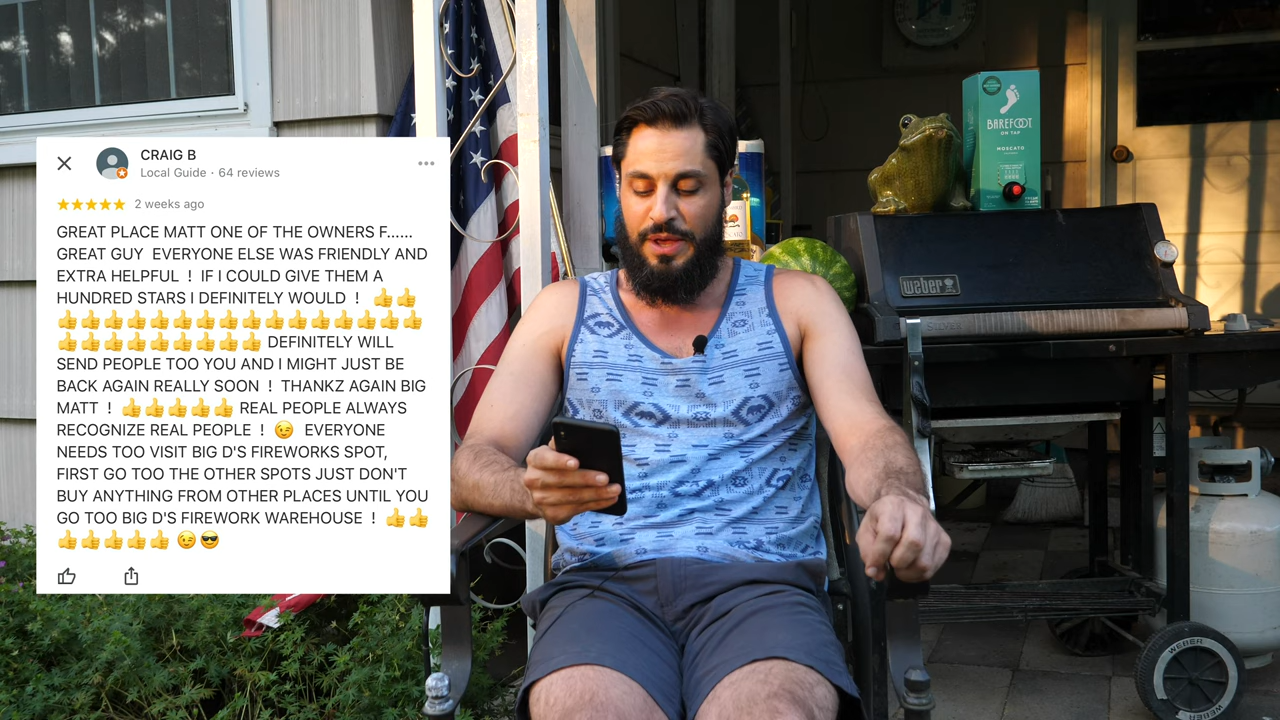 CRAIG B
Local Guide · 64 reviews
2 weeks ago
GREAT PLACE MATT ONE OF THE OWNERS F......
GREAT GUY  EVERYONE ELSE WAS FRIENDLY AND
EXTRA HELPFUL ！ IF I COULD GIVE THEM A
HUNDRED STARS I DEFINITELY WOULD ！ 👍👍
👍👍👍👍👍👍👍👍👍👍👍👍👍👍👍👍
👍👍👍👍👍👍👍👍👍 DEFINITELY WILL
SEND PEOPLE TOO YOU AND I MIGHT JUST BE
BACK AGAIN REALLY SOON ！ THANKZ AGAIN BIG
MATT ！ 👍👍👍👍👍 REAL PEOPLE ALWAYS
RECOGNIZE REAL PEOPLE ！ 😉  EVERYONE
NEEDS TOO VISIT BIG D'S FIREWORKS SPOT,
FIRST GO TOO THE OTHER SPOTS JUST DON'T
BUY ANYTHING FROM OTHER PLACES UNTIL YOU
GO TOO BIG D'S FIREWORK WAREHOUSE ！ 👍👍
👍👍👍👍👍 😉😎
BAREFOOT
ON TAP
MOSCATO
weber
SILVER
WEBER